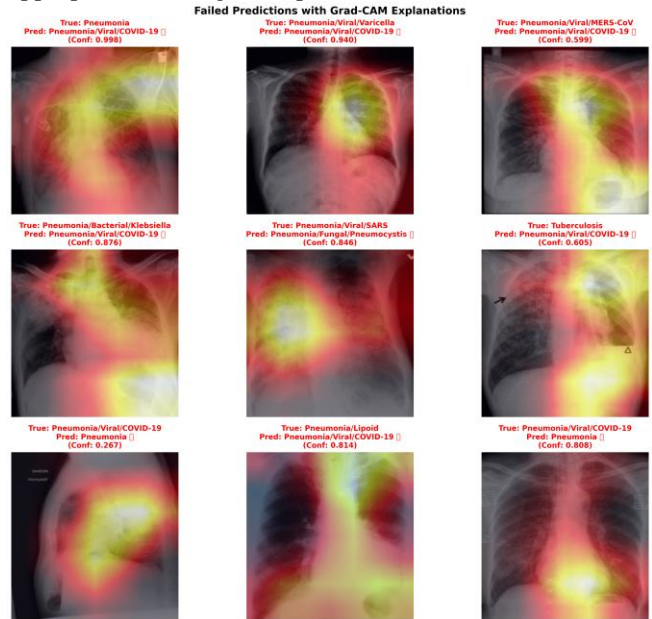 Failed Predictions with Grad-CAM Explanations
True: Pneumonia
Pred: Pneumonia/Viral/COVID-19 ▯
(Conf: 0.998)
True: Pneumonia/Viral/Varicella
Pred: Pneumonia/Viral/COVID-19 ▯
(Conf: 0.940)
True: Pneumonia/Viral/MERS-CoV
Pred: Pneumonia/Viral/COVID-19 ▯
(Conf: 0.599)
True: Pneumonia/Bacterial/Klebsiella
Pred: Pneumonia/Viral/COVID-19 ▯
(Conf: 0.876)
True: Pneumonia/Viral/SARS
Pred: Pneumonia/Fungal/Pneumocystis ▯
(Conf: 0.846)
True: Tuberculosis
Pred: Pneumonia/Viral/COVID-19 ▯
(Conf: 0.605)
True: Pneumonia/Viral/COVID-19
Pred: Pneumonia ▯
(Conf: 0.267)
True: Pneumonia/Lipoid
Pred: Pneumonia/Viral/COVID-19 ▯
(Conf: 0.814)
True: Pneumonia/Viral/COVID-19
Pred: Pneumonia ▯
(Conf: 0.808)